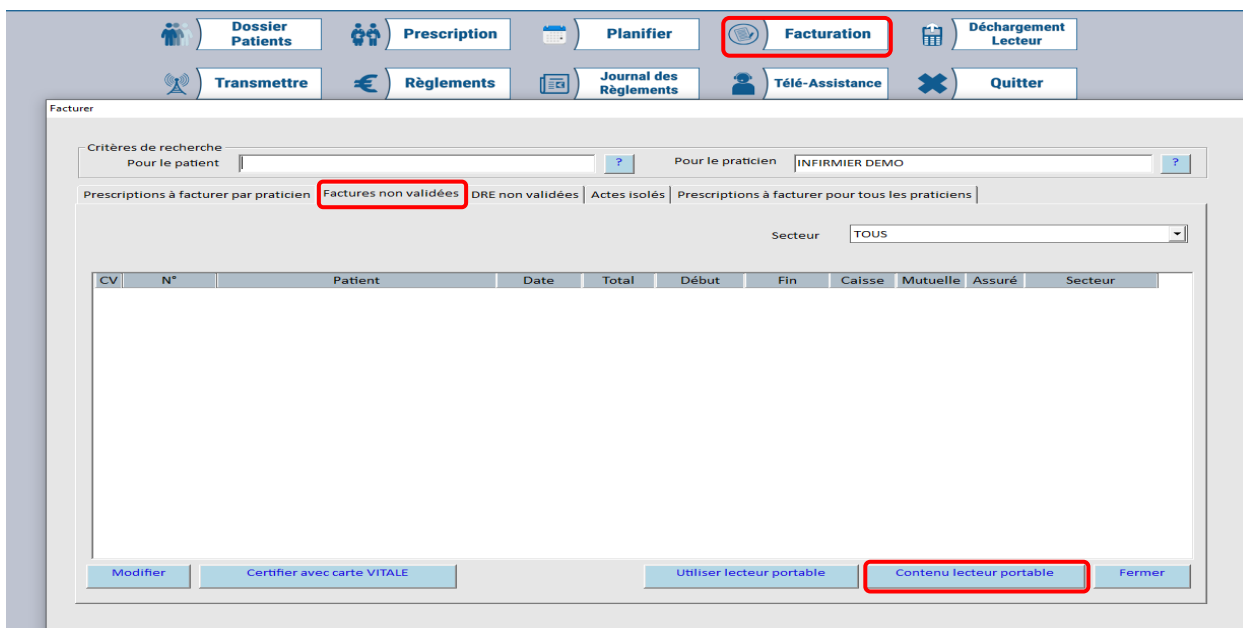 Dossier
Patients
Prescription
Planifier
Facturation
Déchargement
Lecteur
Transmettre
Règlements
Journal des
Règlements
Télé-Assistance
Quitter
Facturer
Critères de recherche
Pour le patient ? Pour le praticien INFIRMIER DEMO ?
Prescriptions à facturer par praticien Factures non validées DRE non validées Actes isolés Prescriptions à facturer pour tous les praticiens
Secteur TOUS
CV N° Patient Date Total Début Fin Caisse Mutuelle Assuré Secteur
Modifier Certifier avec carte VITALE Utiliser lecteur portable Contenu lecteur portable Fermer